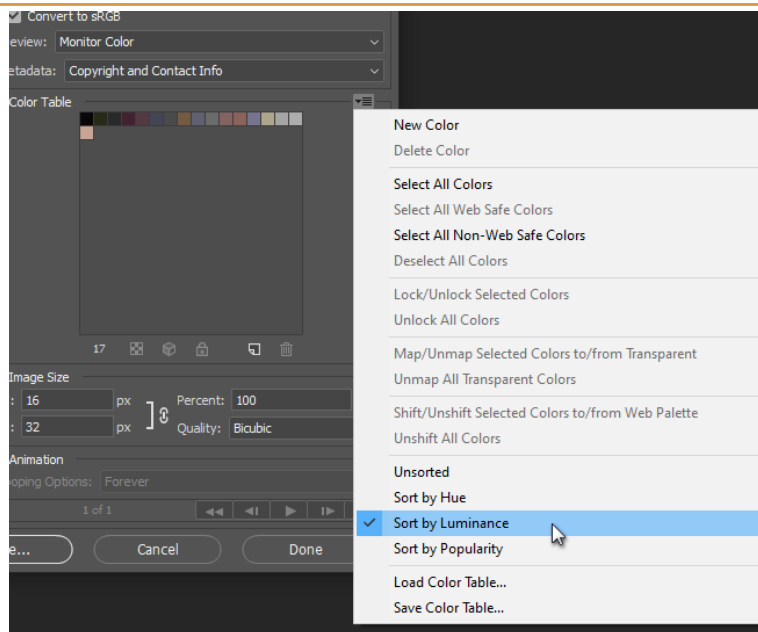 Convert to sRGB
eview: Monitor Color
etadata: Copyright and Contact Info
Color Table
17
Image Size
: 16 px Percent: 100
: 32 px Quality: Bicubic
Animation
ooping Options: Forever
1 of 1
e... Cancel Done
New Color
Delete Color
Select All Colors
Select All Web Safe Colors
Select All Non-Web Safe Colors
Deselect All Colors
Lock/Unlock Selected Colors
Unlock All Colors
Map/Unmap Selected Colors to/from Transparent
Unmap All Transparent Colors
Shift/Unshift Selected Colors to/from Web Palette
Unshift All Colors
Unsorted
Sort by Hue
Sort by Luminance
Sort by Popularity
Load Color Table...
Save Color Table...